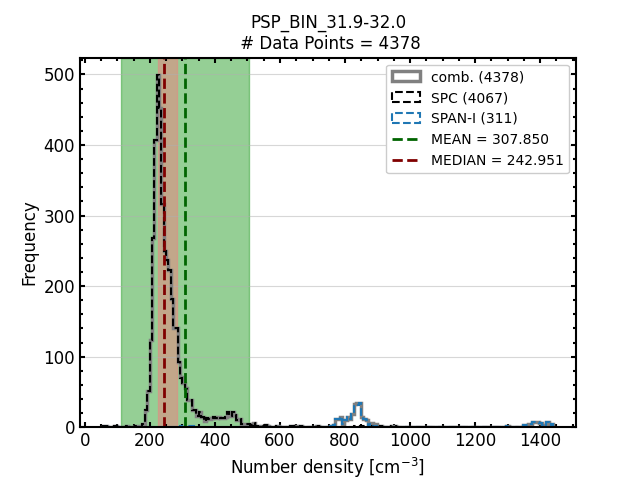 PSP_BIN_31.9-32.0
# Data Points = 4378
comb. (4378)
SPC (4067)
SPAN-I (311)
MEAN = 307.850
MEDIAN = 242.951
Frequency
500
400
300
200
100
0
0 200 400 600 800 1000 1200 1400
Number density [cm⁻³]